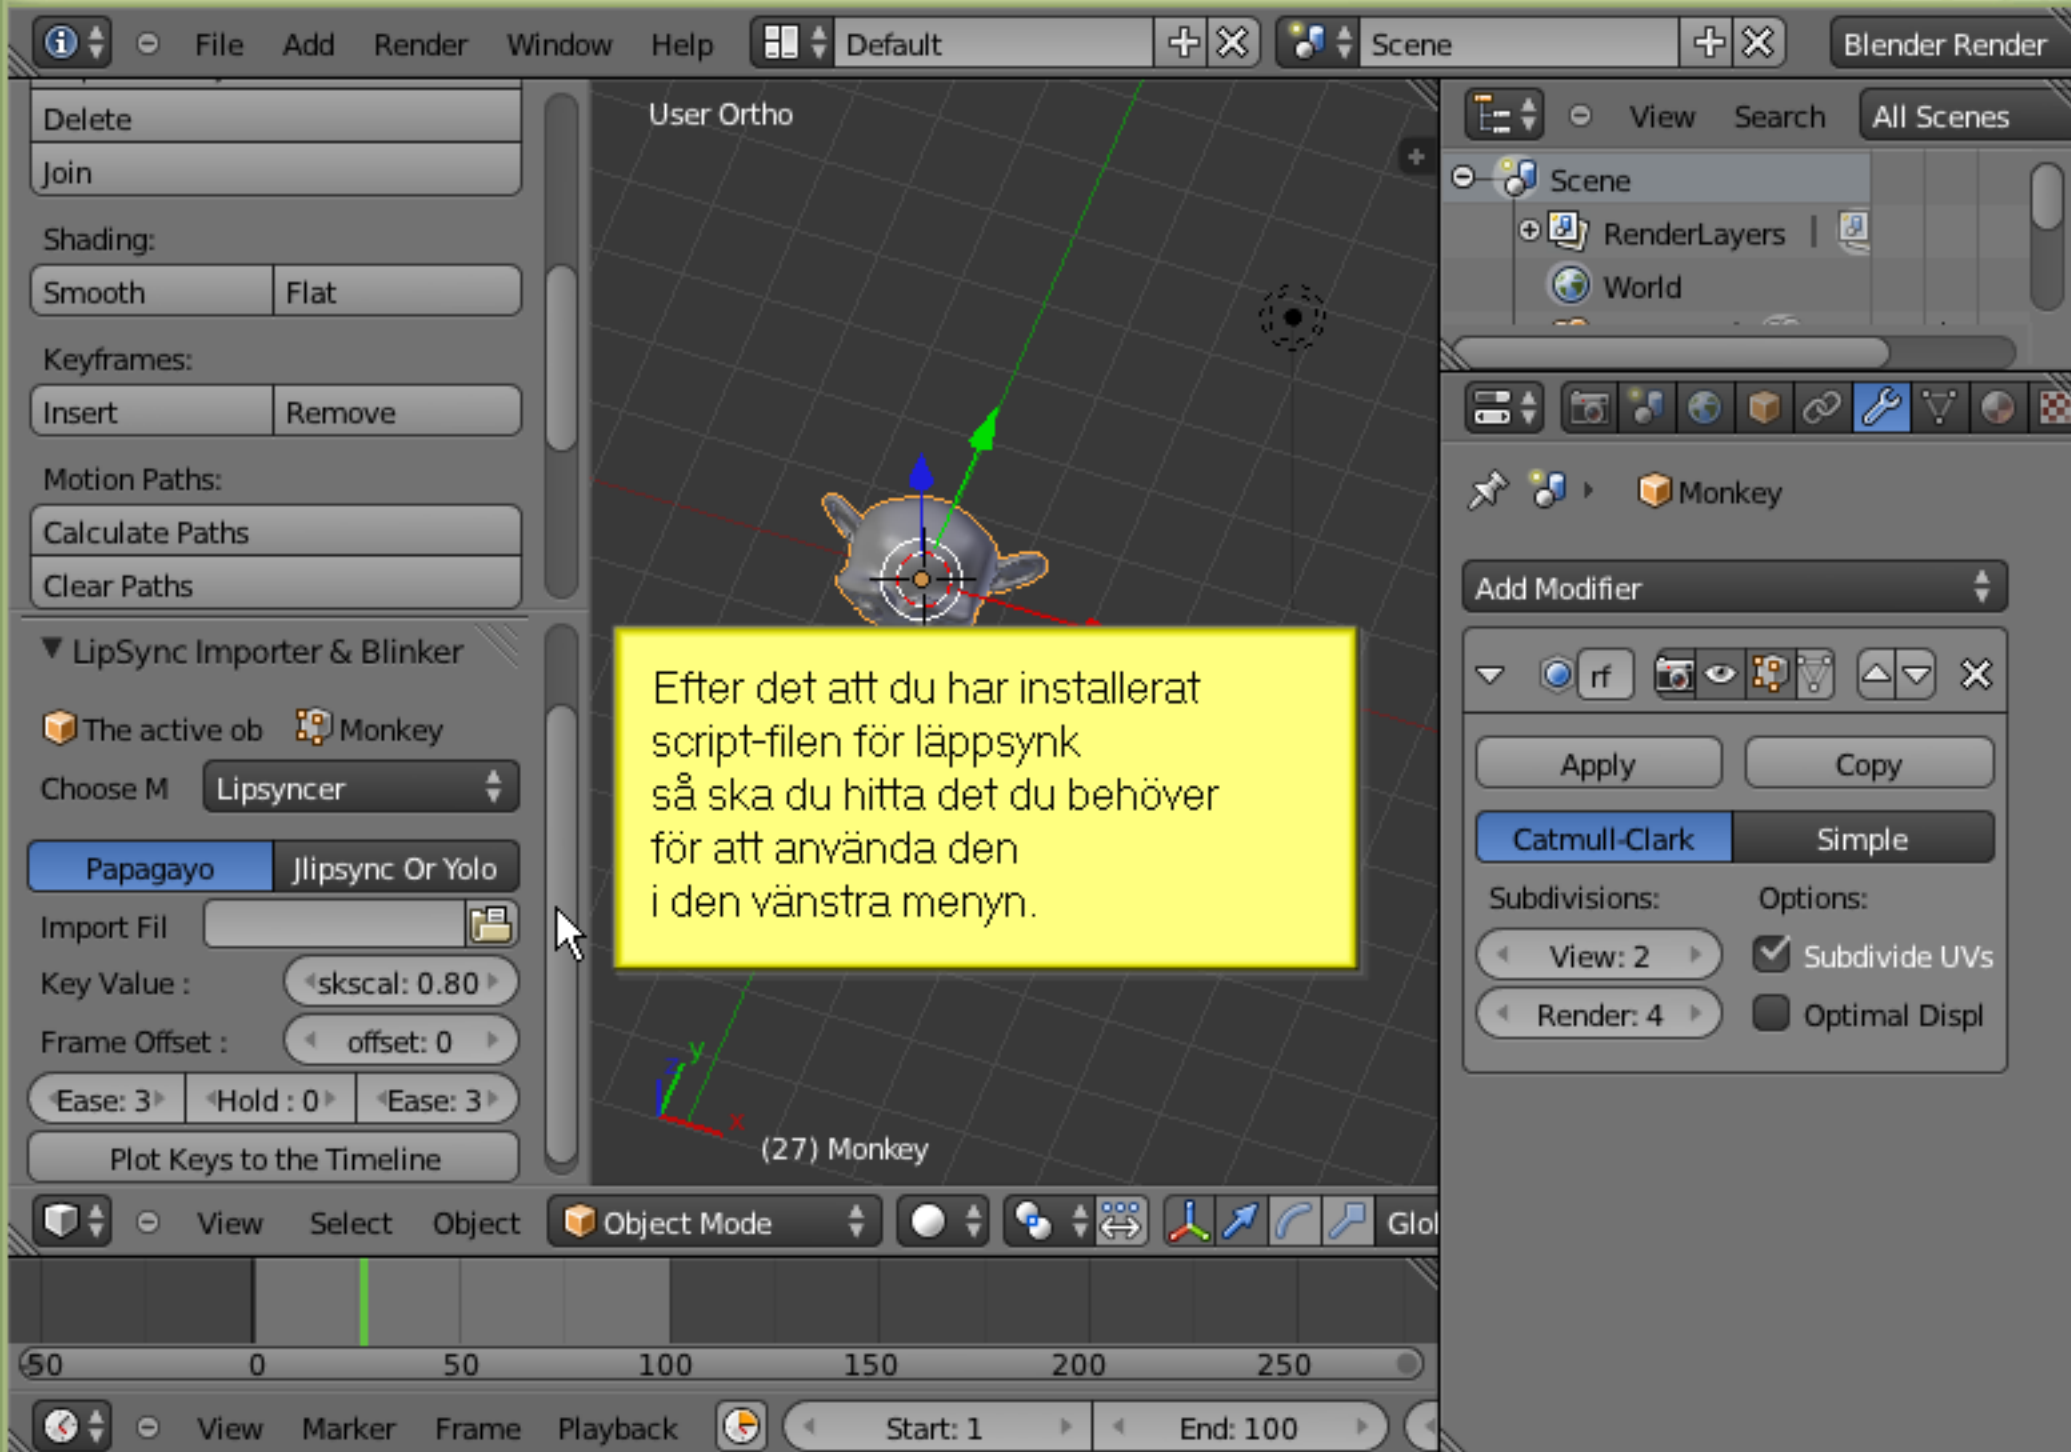 File Add Render Window Help Default Scene Blender Render
Delete
Join
Shading:
Smooth Flat
Keyframes:
Insert Remove
Motion Paths:
Calculate Paths
Clear Paths
LipSync Importer & Blinker
The active ob Monkey
Choose M Lipsyncer
Papagayo Jlipsync Or Yolo
Import Fil
Key Value : skscal: 0.80
Frame Offset : offset: 0
Ease: 3 Hold : 0 Ease: 3
Plot Keys to the Timeline
User Ortho
Efter det att du har installerat
script-filen för läppsynk
så ska du hitta det du behöver
för att använda den
i den vänstra menyn.
z y x
(27) Monkey
View Search All Scenes
Scene
RenderLayers |
World
Monkey
Add Modifier
rf
Apply Copy
Catmull-Clark Simple
Subdivisions: Options:
View: 2 Subdivide UVs
Render: 4 Optimal Displ
View Select Object Object Mode Glol
-50 0 50 100 150 200 250
View Marker Frame Playback Start: 1 End: 100